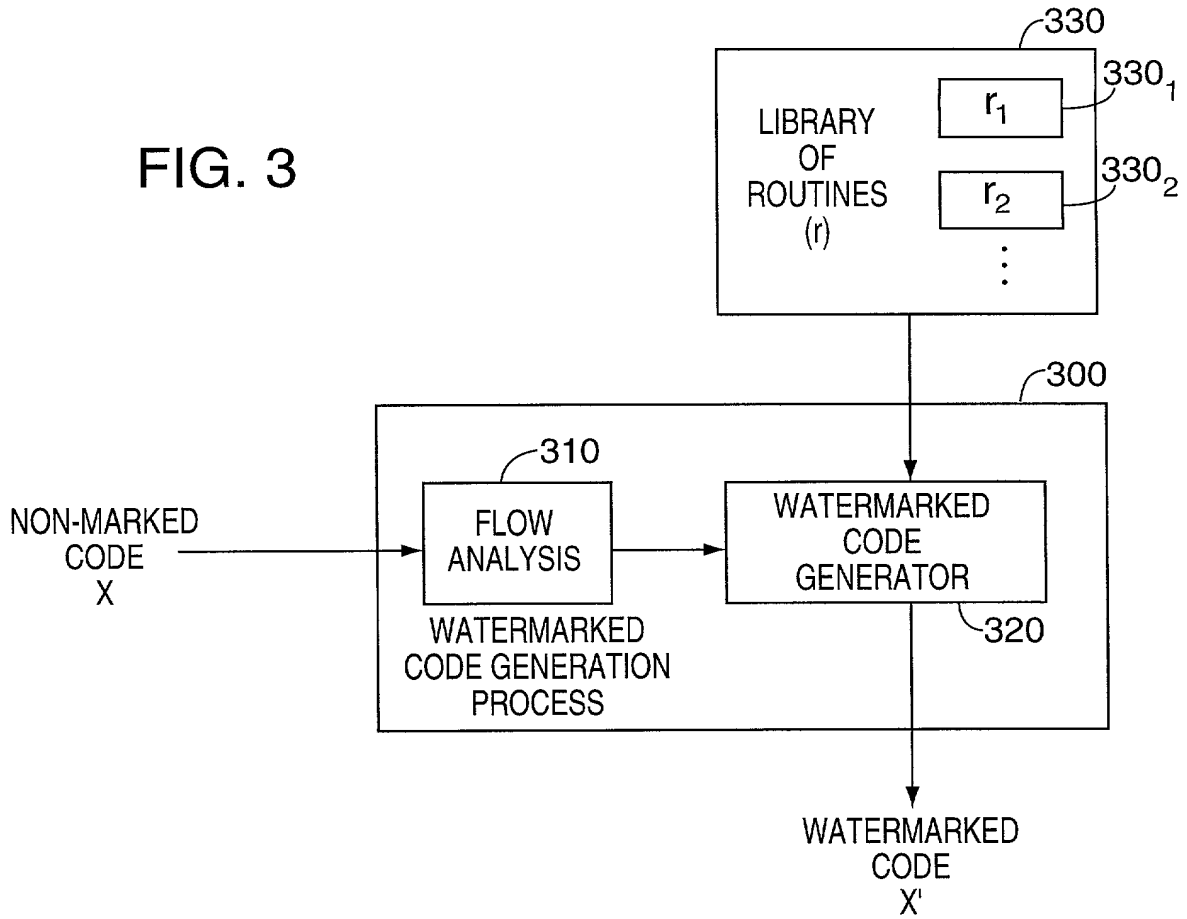 FIG. 3
330
LIBRARY
OF
ROUTINES
(r)
r₁
330₁
r₂
330₂
300
310
FLOW
ANALYSIS
WATERMARKED
CODE
GENERATOR
320
NON-MARKED
CODE
X
WATERMARKED
CODE GENERATION
PROCESS
WATERMARKED
CODE
X'